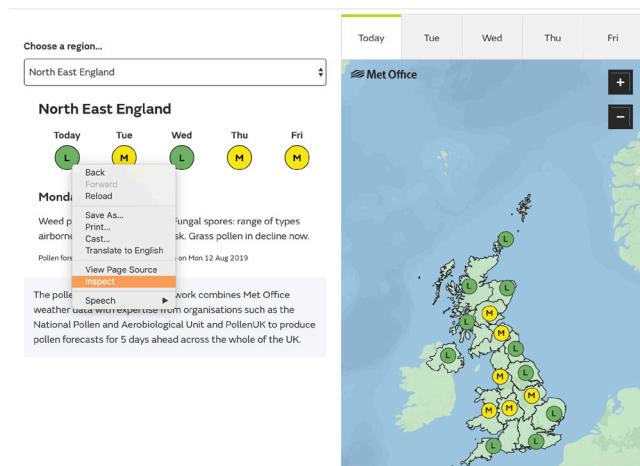 Choose a region...
North East England
North East England
Today Tue Wed Thu Fri
L M L M M
Back
Forward
Reload
Save As...
Print...
Cast...
Translate to English
View Page Source
Inspect
Speech
Weed Fungal spores: range of types
airborne Grass pollen in decline now.
Pollen on Mon 12 Aug 2019
The work combines Met Office
weather data with expertise from organisations such as the
National Pollen and Aerobiological Unit and PollenUK to produce
pollen forecasts for 5 days ahead across the whole of the UK.
Today Tue Wed Thu Fri
Met Office
+
−
L
L
L
M
L
M
L
L
M
L
M
M
M
L
L
L